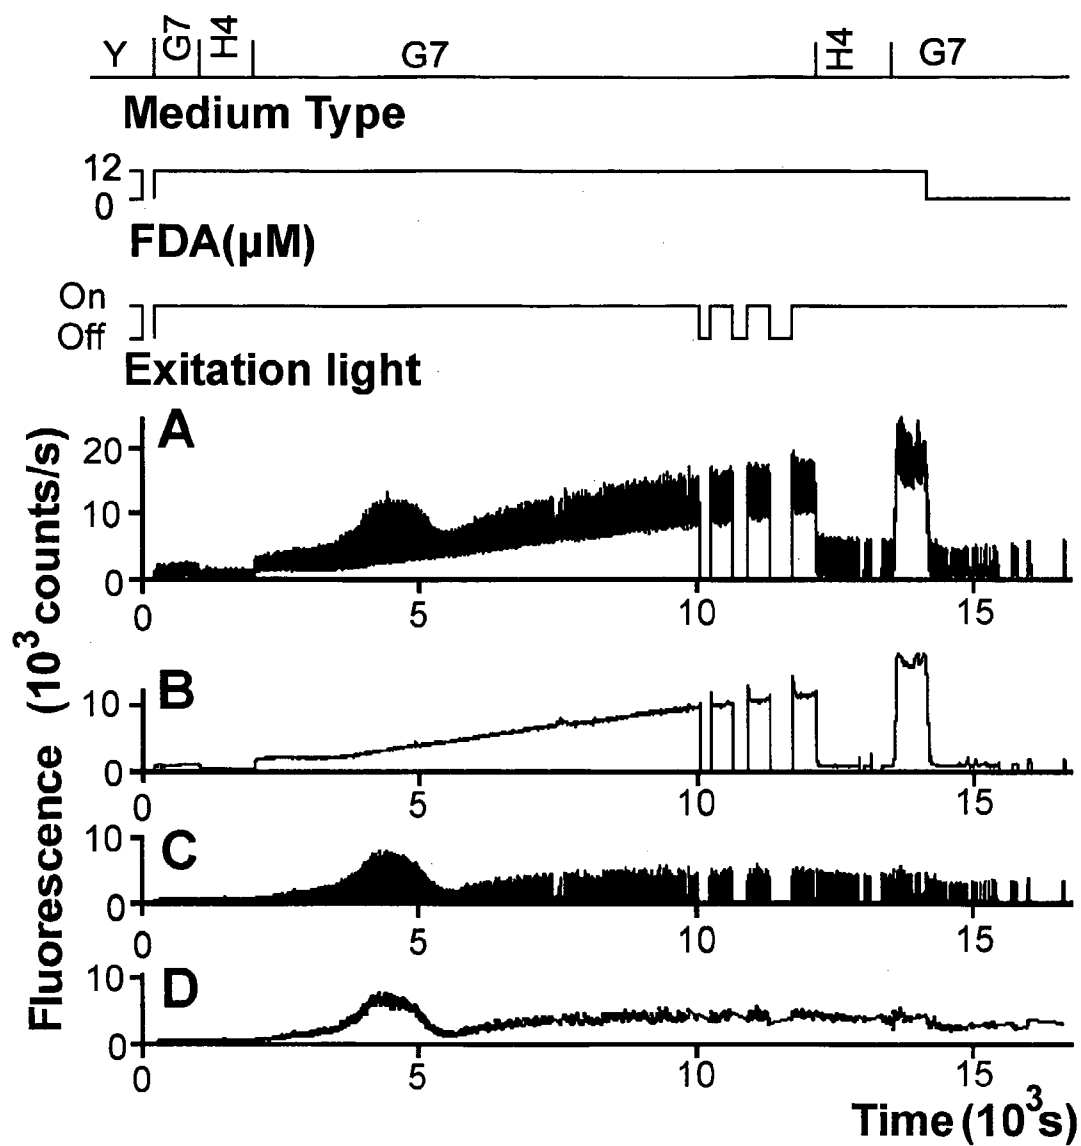 Y G7 H4 G7 H4 G7
Medium Type
12
0
FDA(µM)
On
Off
Exitation light
Fluorescence (10³ counts/s)
A
20
10
0
0 5 10 15
B
10
0
0 5 10 15
C
10
0
0 5 10 15
D
10
0
0 5 10 15
Time (10³s)